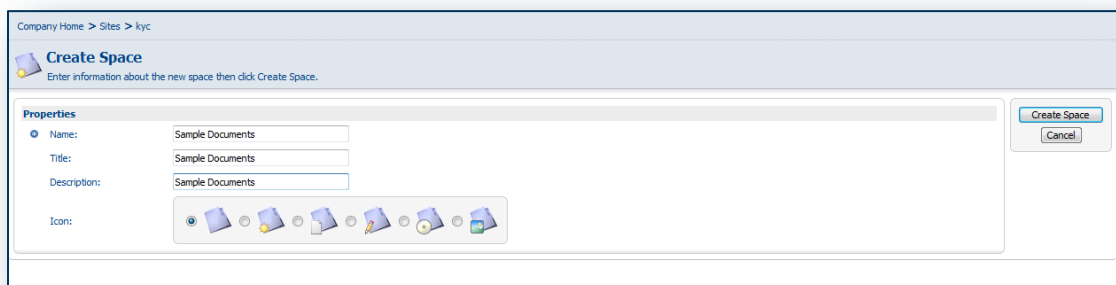 Company Home > Sites > kyc
Create Space
Enter information about the new space then click Create Space.
Properties
Name: Sample Documents
Title: Sample Documents
Description: Sample Documents
Icon:
Create Space
Cancel